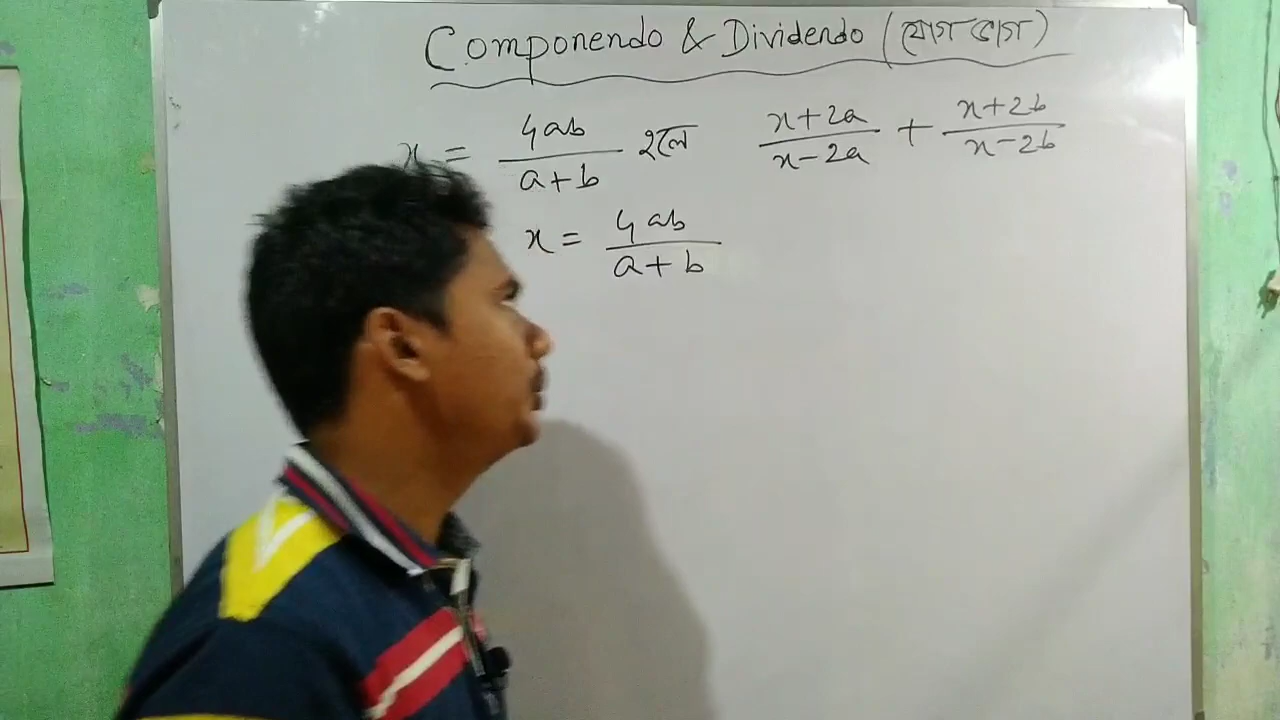 Componendo & Dividendo (যোগ ভাগ)
x = 4ab/(a+b) হলে (x+2a)/(x-2a) + (x+2b)/(x-2b)
x = 4ab/(a+b)